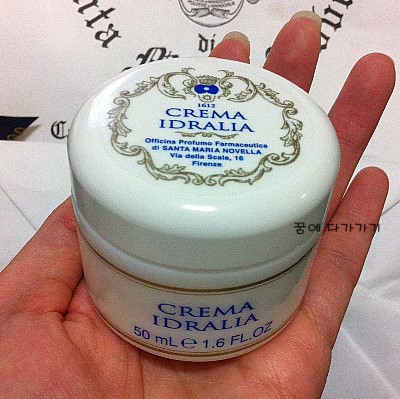 di
1612
CREMA
IDRALIA
Officina Profumo Farmaceutica
di SANTA MARIA NOVELLA
Via della Scala, 16
Firenze
꿈에 다가가기
CREMA
IDRALIA
50 mL e 1.6 FL.OZ